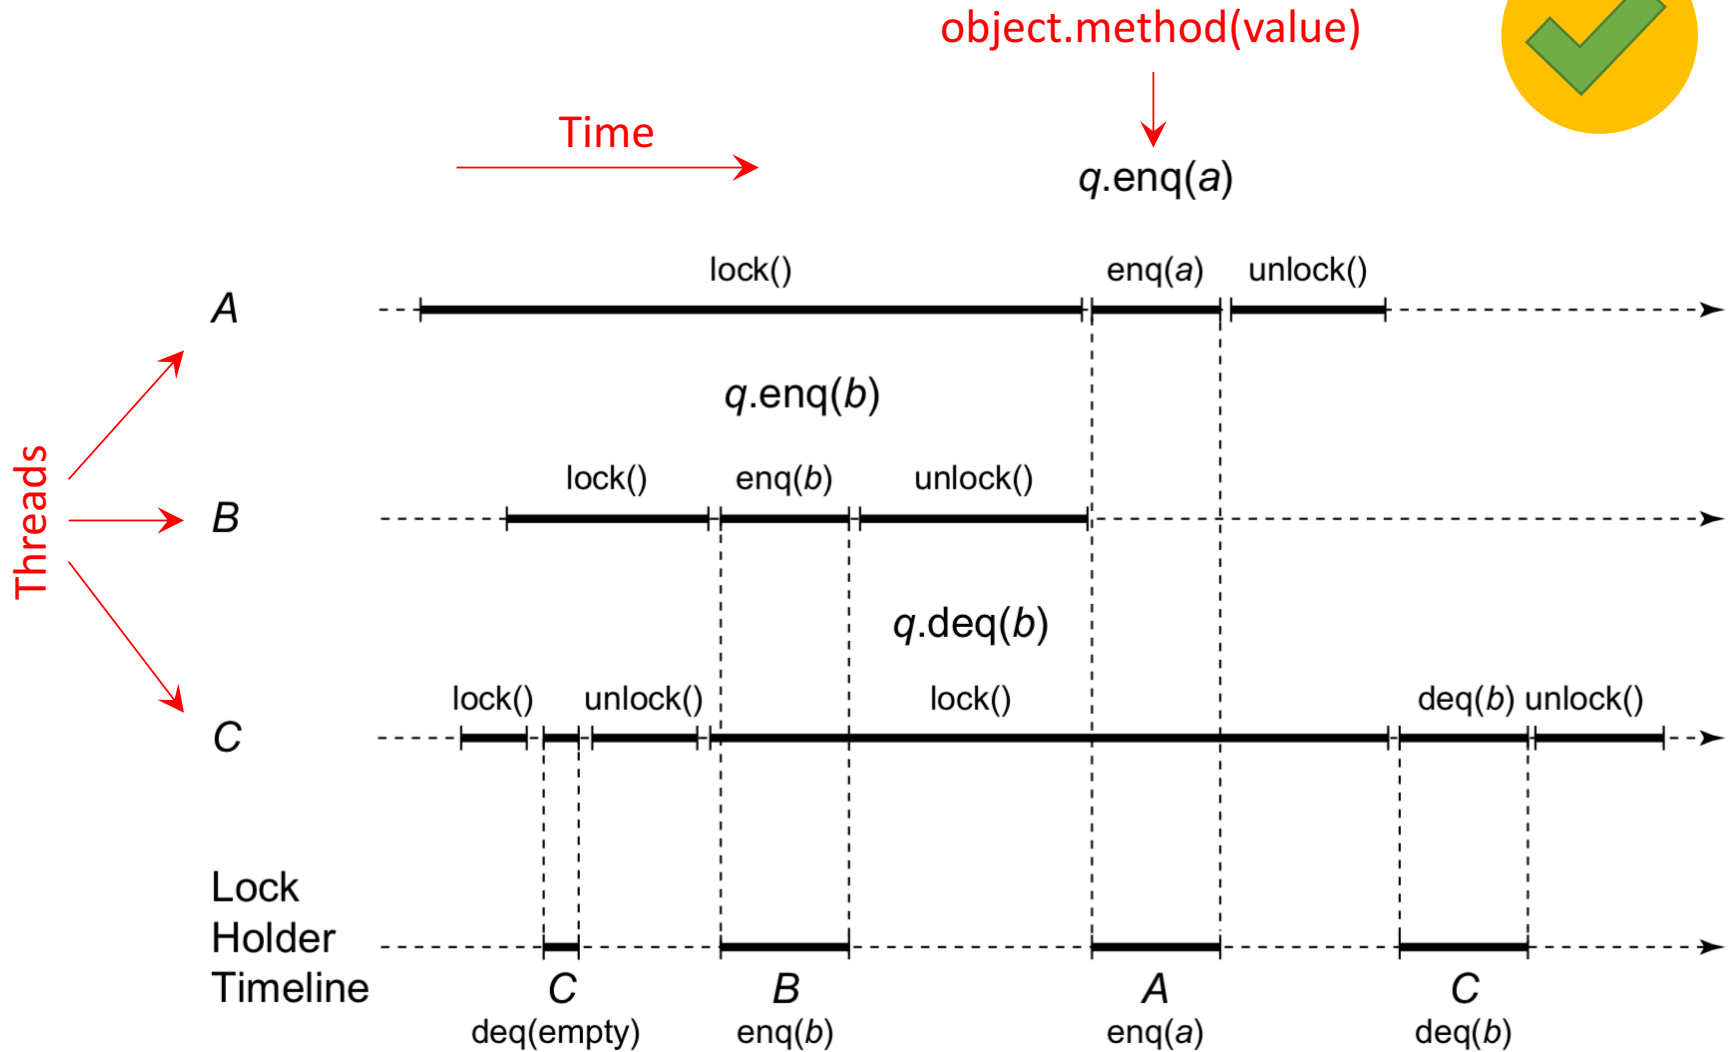 object.method(value)
Time
q.enq(a)
lock() enq(a) unlock()
A
q.enq(b)
lock() enq(b) unlock()
Threads
B
q.deq(b)
lock() unlock() lock() deq(b) unlock()
C
Lock
Holder
Timeline
C B A C
deq(empty) enq(b) enq(a) deq(b)